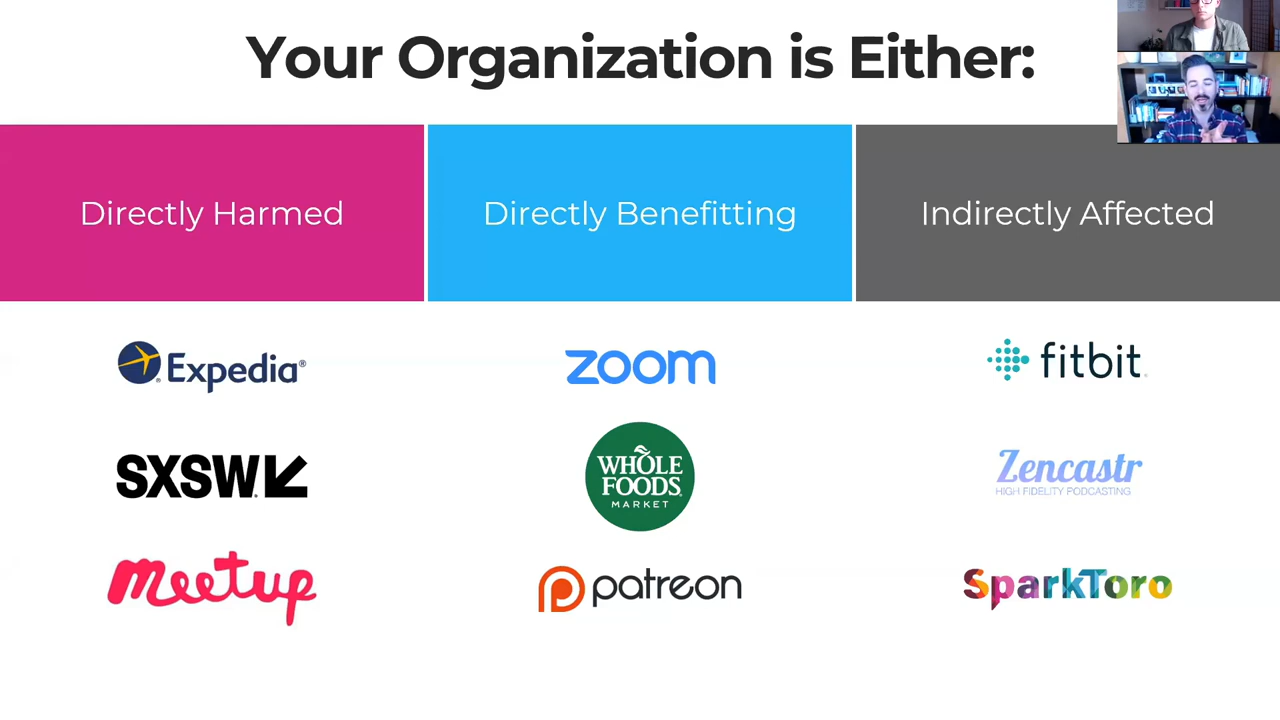 Your Organization is Either:
Directly Harmed
Directly Benefitting
Indirectly Affected
Expedia®
zoom
fitbit
SXSW
WHOLE
FOODS
MARKET
Zencastr
HIGH FIDELITY PODCASTING
meetup
patreon
SparkToro